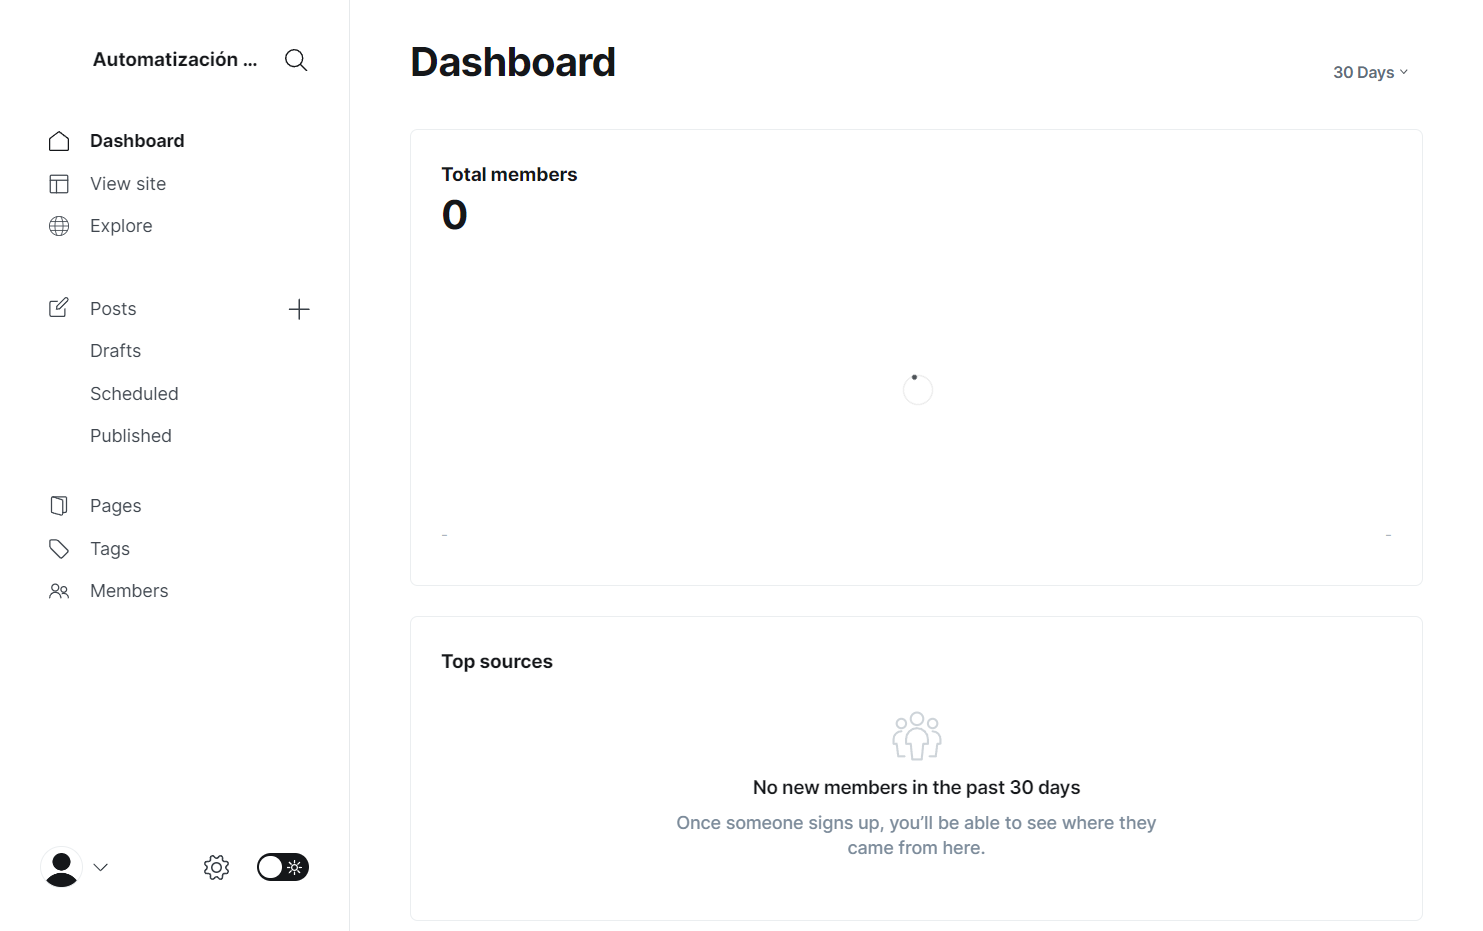 Automatización ...
Dashboard
View site
Explore
Posts
Drafts
Scheduled
Published
Pages
Tags
Members
Dashboard
30 Days
Total members
0
--
--
Top sources
No new members in the past 30 days
Once someone signs up, you’ll be able to see where they
came from here.